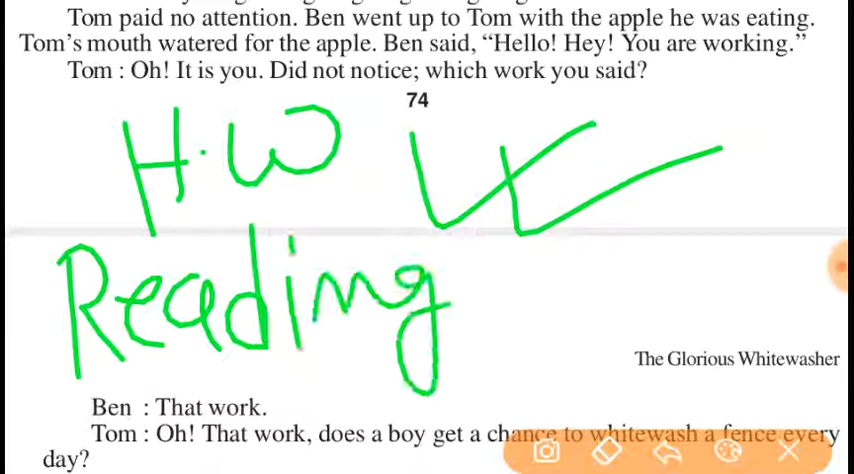 Tom paid no attention. Ben went up to Tom with the apple he was eating.
Tom's mouth watered for the apple. Ben said, “Hello! Hey! You are working.”
Tom : Oh! It is you. Did not notice; which work you said?
74
H.W
Reading
The Glorious Whitewasher
Ben : That work.
Tom : Oh! That work, does a boy get a chance to whitewash a fence every
day?